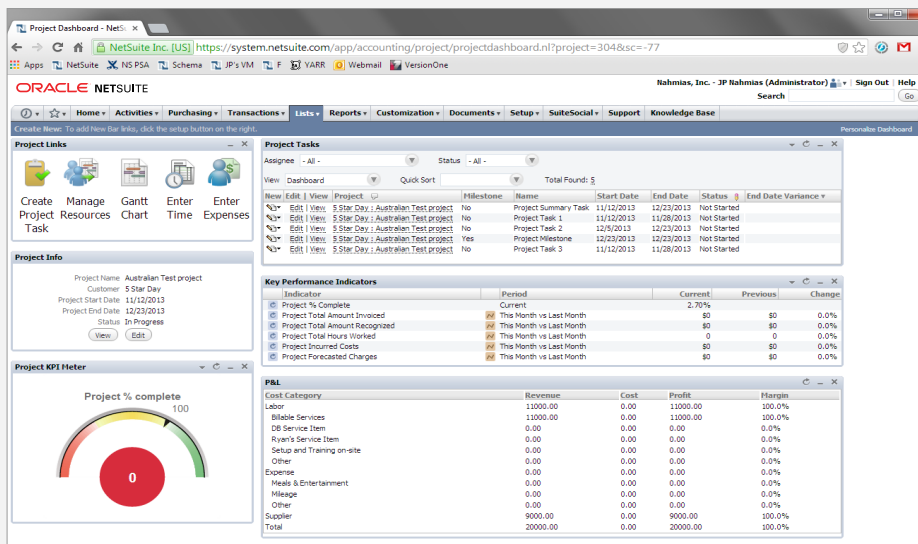 Project Dashboard - NetS
NetSuite Inc. [US] https://system.netsuite.com/app/accounting/project/projectdashboard.nl?project=304&sc=-77
Apps NetSuite NS PSA Schema JP's VM F YARR Webmail VersionOne
ORACLE NETSUITE
Nahmias, Inc. - JP Nahmias (Administrator) Sign Out Help
Search Go
Home Activities Purchasing Transactions Lists Reports Customization Documents Setup SuiteSocial Support Knowledge Base
Create New: To add New Bar links, click the setup button on the right. Personalize Dashboard
Project Links
Create Project Task
Manage Resources
Gantt Chart
Enter Time
Enter Expenses
Project Info
Project Name Australian Test project
Customer 5 Star Day
Project Start Date 11/12/2013
Project End Date 12/23/2013
Status In Progress
View Edit
Project KPI Meter
Project % complete
100
0
Project Tasks
Assignee - All - Status - All -
View Dashboard Quick Sort Total Found: 5
New Edit | View Project Milestone Name Start Date End Date Status End Date Variance
Edit | View 5 Star Day : Australian Test project No Project Summary Task 11/12/2013 12/23/2013 Not Started
Edit | View 5 Star Day : Australian Test project No Project Task 1 11/12/2013 11/28/2013 Not Started
Edit | View 5 Star Day : Australian Test project No Project Task 2 12/5/2013 12/23/2013 Not Started
Edit | View 5 Star Day : Australian Test project Yes Project Milestone 12/23/2013 12/23/2013 Not Started
Edit | View 5 Star Day : Australian Test project No Project Task 3 11/12/2013 11/28/2013 Not Started
Key Performance Indicators
Indicator Period Current Previous Change
Project % Complete Current 2.70%
Project Total Amount Invoiced This Month vs Last Month $0 $0 0.0%
Project Total Amount Recognized This Month vs Last Month $0 $0 0.0%
Project Total Hours Worked This Month vs Last Month 0 0 0.0%
Project Incurred Costs This Month vs Last Month $0 $0 0.0%
Project Forecasted Charges This Month vs Last Month $0 $0 0.0%
P&L
Cost Category Revenue Cost Profit Margin
Labor 11000.00 0.00 11000.00 100.0%
Billable Services 11000.00 0.00 11000.00 100.0%
DB Service Item 0.00 0.00 0.00 0.0%
Ryan's Service Item 0.00 0.00 0.00 0.0%
Setup and Training on-site 0.00 0.00 0.00 0.0%
Other 0.00 0.00 0.00 0.0%
Expense 0.00 0.00 0.00 0.0%
Meals & Entertainment 0.00 0.00 0.00 0.0%
Mileage 0.00 0.00 0.00 0.0%
Other 0.00 0.00 0.00 0.0%
Supplier 9000.00 0.00 9000.00 100.0%
Total 20000.00 0.00 20000.00 100.0%